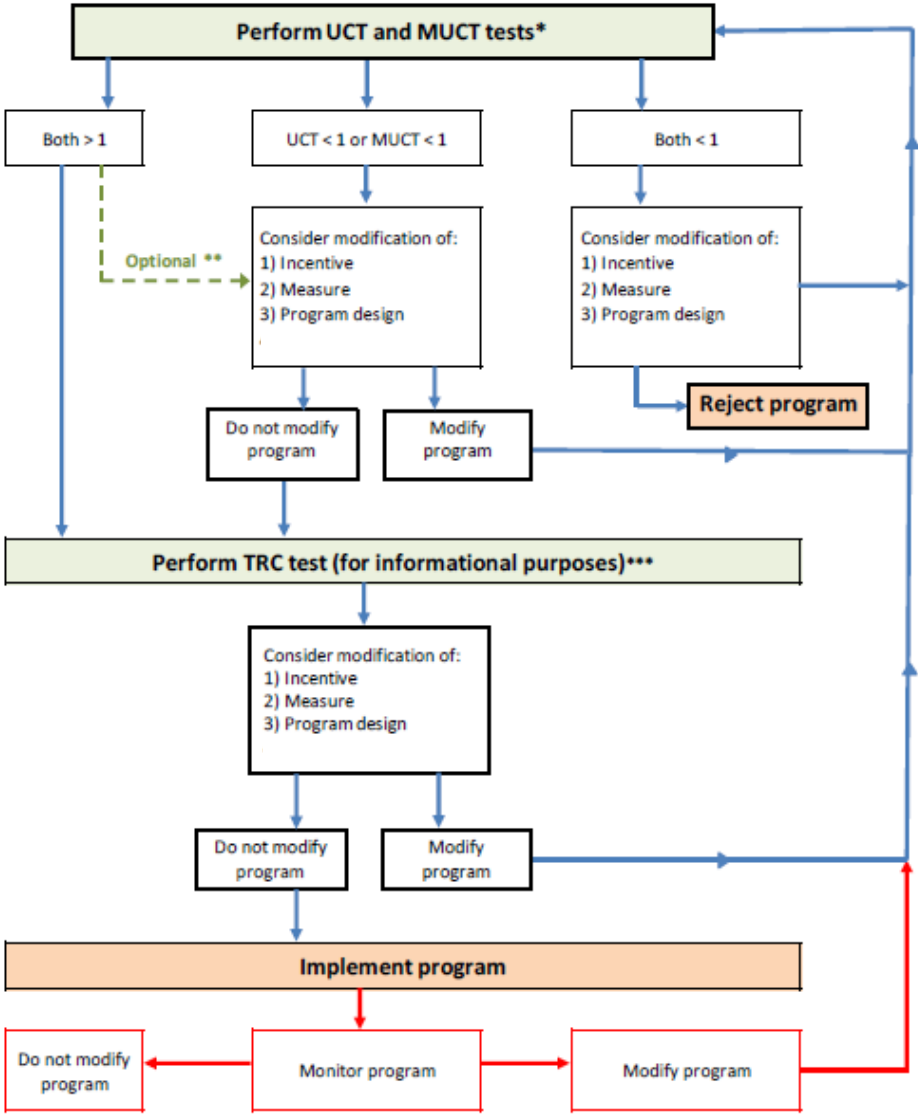 Perform UCT and MUCT tests*
Both > 1
UCT < 1 or MUCT < 1
Both < 1
Optional **
Consider modification of:
1) Incentive
2) Measure
3) Program design
Consider modification of:
1) Incentive
2) Measure
3) Program design
Reject program
Do not modify
program
Modify
program
Perform TRC test (for informational purposes)***
Consider modification of:
1) Incentive
2) Measure
3) Program design
Do not modify
program
Modify
program
Implement program
Do not modify
program
Monitor program
Modify program